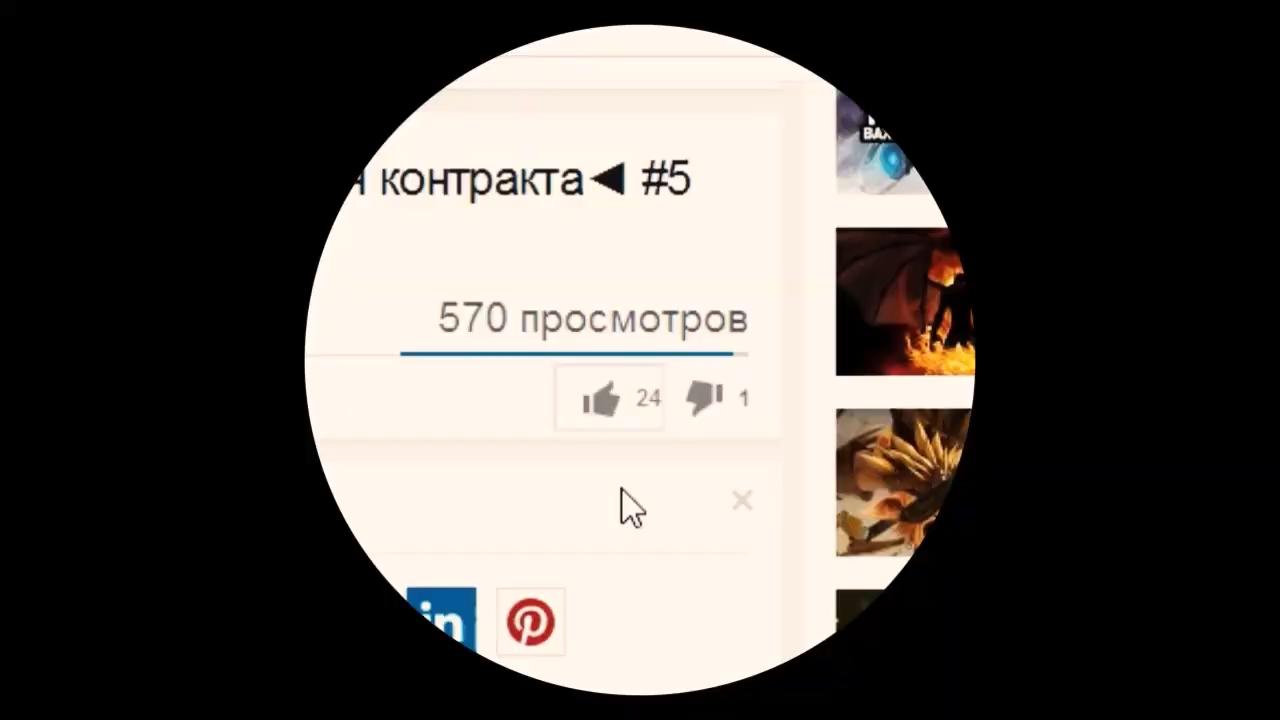 контракта◄ #5
570 просмотров
24 1
in